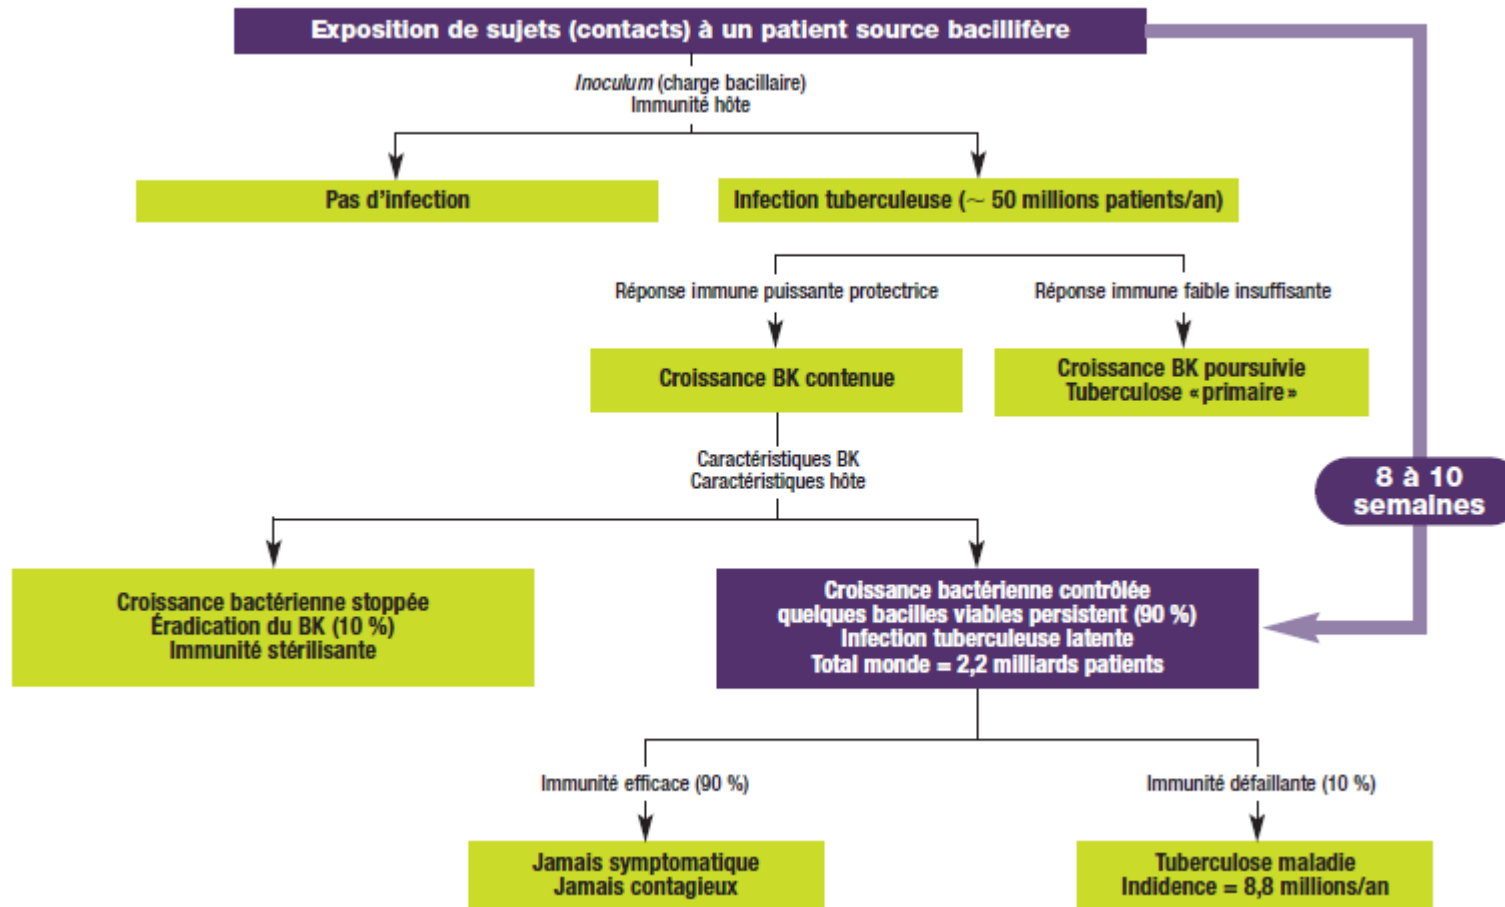 Exposition de sujets (contacts) à un patient source bacillifère
Inoculum (charge bacillaire)
Immunité hôte
Pas d'infection
Infection tuberculeuse (~ 50 millions patients/an)
Réponse immune puissante protectrice
Réponse immune faible insuffisante
Croissance BK contenue
Croissance BK poursuivie
Tuberculose «primaire»
Caractéristiques BK
Caractéristiques hôte
8 à 10
semaines
Croissance bactérienne stoppée
Éradication du BK (10 %)
Immunité stérilisante
Croissance bactérienne contrôlée
quelques bacilles viables persistent (90 %)
Infection tuberculeuse latente
Total monde = 2,2 milliards patients
Immunité efficace (90 %)
Immunité défaillante (10 %)
Jamais symptomatique
Jamais contagieux
Tuberculose maladie
Indidence = 8,8 millions/an